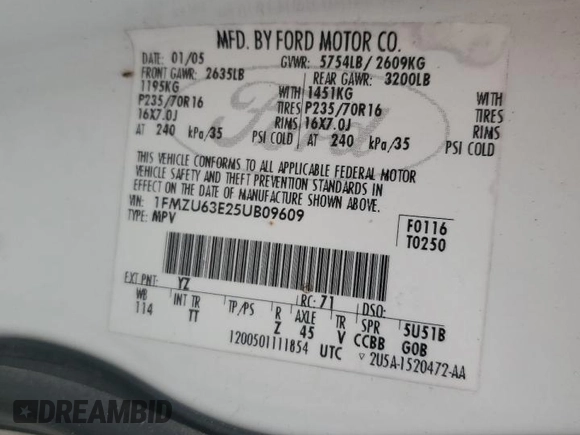 MFD. BY FORD MOTOR CO.
DATE: 01/05 GVWR: 5754LB/ 2609KG
FRONT GAWR: 2635LB REAR GAWR: 3200LB
1195KG WITH 1451KG WITH
P235/70R16 TIRES P235/70R16 TIRES
16X7.0J RIMS 16X7.0J RIMS
AT 240 kPa/35 PSI COLD AT 240 kPa/35 PSI COLD
Ford
THIS VEHICLE CONFORMS TO ALL APPLICABLE FEDERAL MOTOR
VEHICLE SAFETY AND THEFT PREVENTION STANDARDS IN
EFFECT ON THE DATE OF MANUFACTURE SHOWN ABOVE.
VIN: 1FMZU63E25UB09609
TYPE: MPV
F0116
T0250
EXT PNT: YZ RC: 71 DSO:
WB INT TR TP/PS R AXLE TR SPR 5U51B
114 TT Z 45 V CCBB GOB
1200501111854 UTC ▽ 2U5A-1520472-AA
DREAMBID